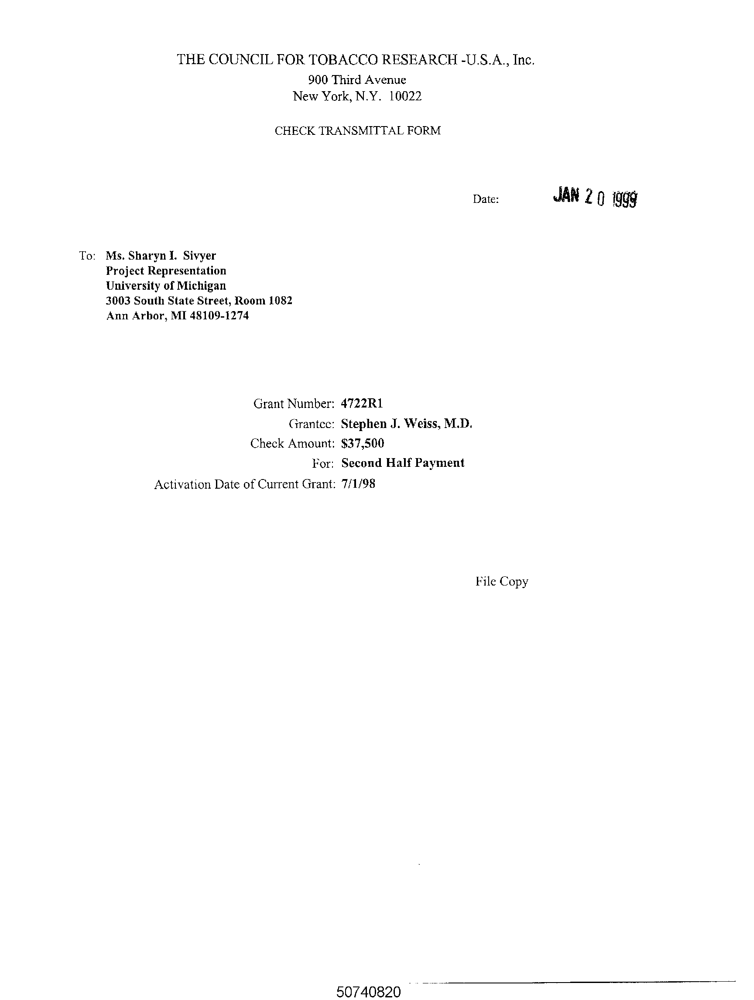 THE COUNCIL FOR TOBACCO RESEARCH -U.S.A., Inc.
900 Third Avenue
New York, N.Y. 10022
CHECK TRANSMITTAL FORM
Date: JAN 20 1999
To: Ms. Sharyn I. Sivyer
Project Representation
University of Michigan
3003 South State Street, Room 1082
Ann Arbor, MI 48109-1274
Grant Number: 4722R1
Grantee: Stephen J. Weiss, M.D.
Check Amount: $37,500
For: Second Half Payment
Activation Date of Current Grant: 7/1/98
File Copy
50740820